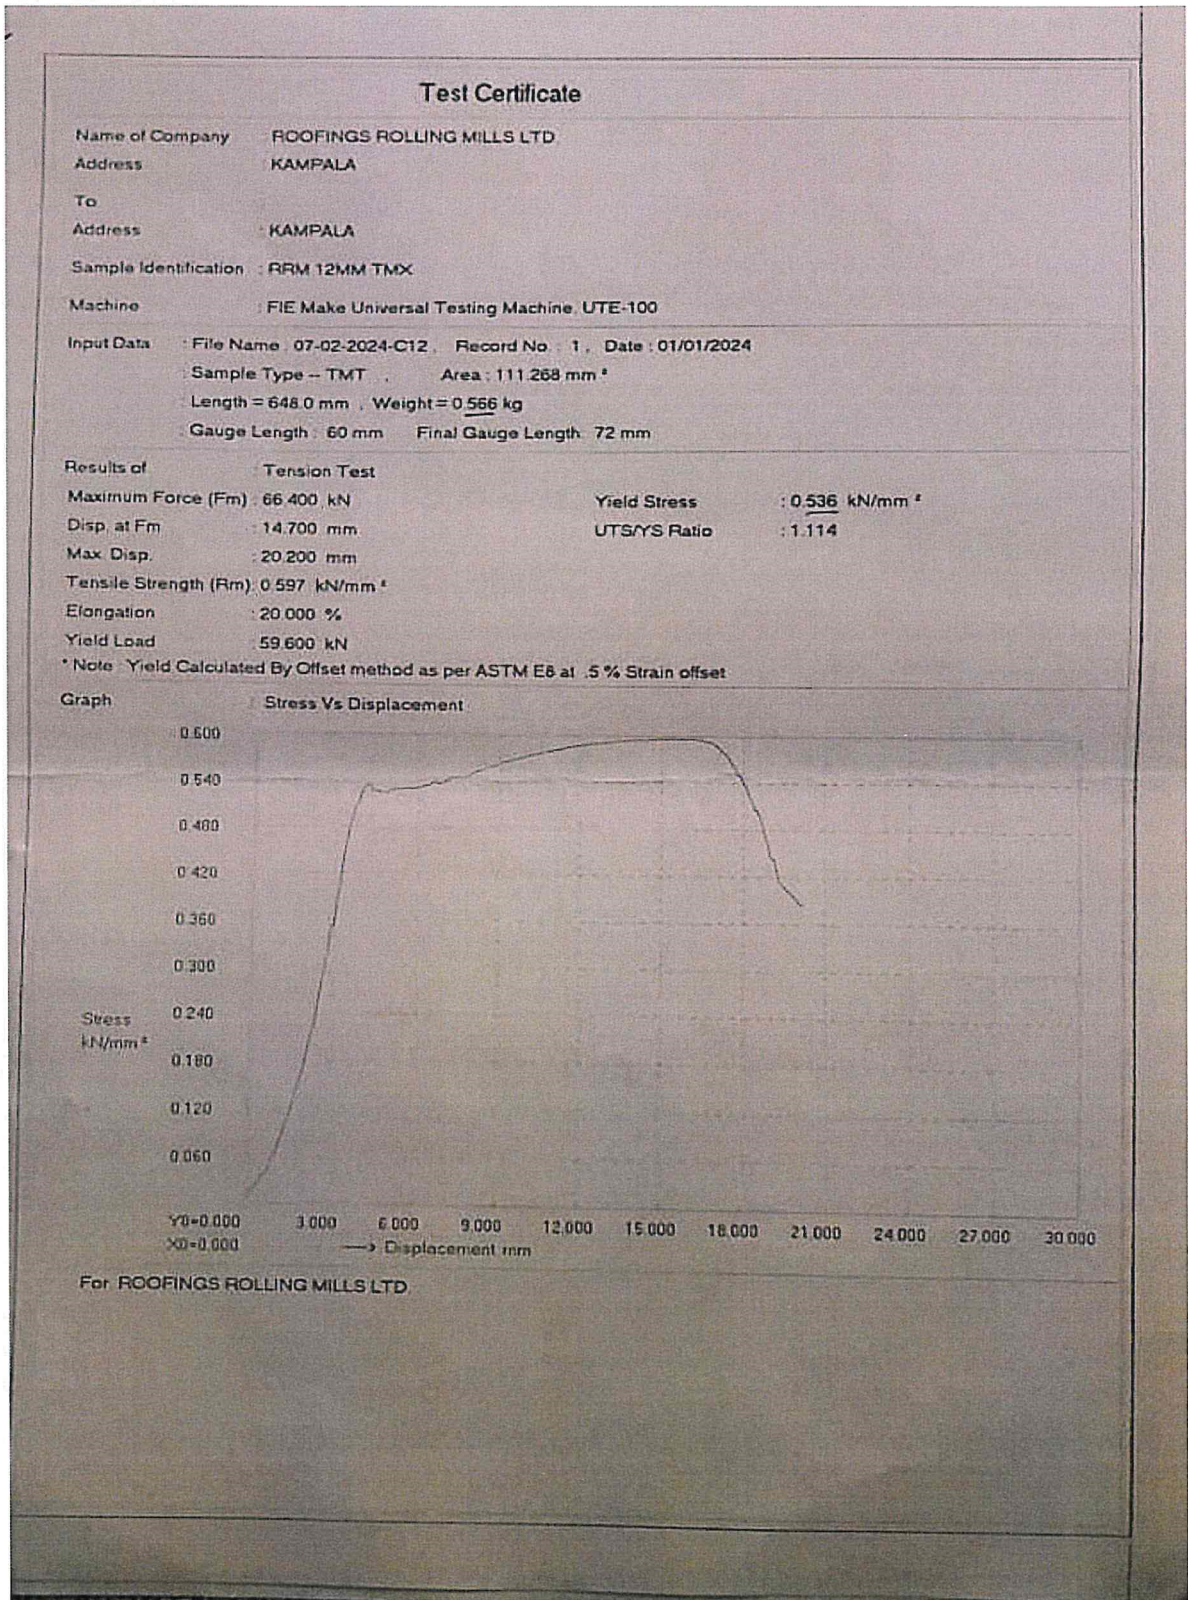 Test Certificate
Name of Company : ROOFINGS ROLLING MILLS LTD
Address : KAMPALA
To
Address : KAMPALA
Sample Identification : RRM 12MM TMX
Machine : FIE Make Universal Testing Machine, UTE-100
Input Data : File Name : 07-02-2024-C12 , Record No. : 1 , Date : 01/01/2024
: Sample Type -- TMT , Area : 111.268 mm ²
: Length = 648.0 mm , Weight = 0.566 kg
: Gauge Length : 60 mm Final Gauge Length: 72 mm
Results of : Tension Test
Maximum Force (Fm) : 66.400 kN Yield Stress : 0.536 kN/mm ²
Disp. at Fm : 14.700 mm UTS/YS Ratio : 1.114
Max. Disp. : 20.200 mm
Tensile Strength (Rm): 0.597 kN/mm ²
Elongation : 20.000 %
Yield Load : 59.600 kN
* Note : Yield Calculated By Offset method as per ASTM E8 at .5 % Strain offset
Graph : Stress Vs Displacement
0.600
0.540
0.480
0.420
0.360
0.300
0.240
Stress
kN/mm ²
0.180
0.120
0.060
Y0=0.000 3.000 6.000 9.000 12.000 15.000 18.000 21.000 24.000 27.000 30.000
X0=0.000 —> Displacement mm
For ROOFINGS ROLLING MILLS LTD